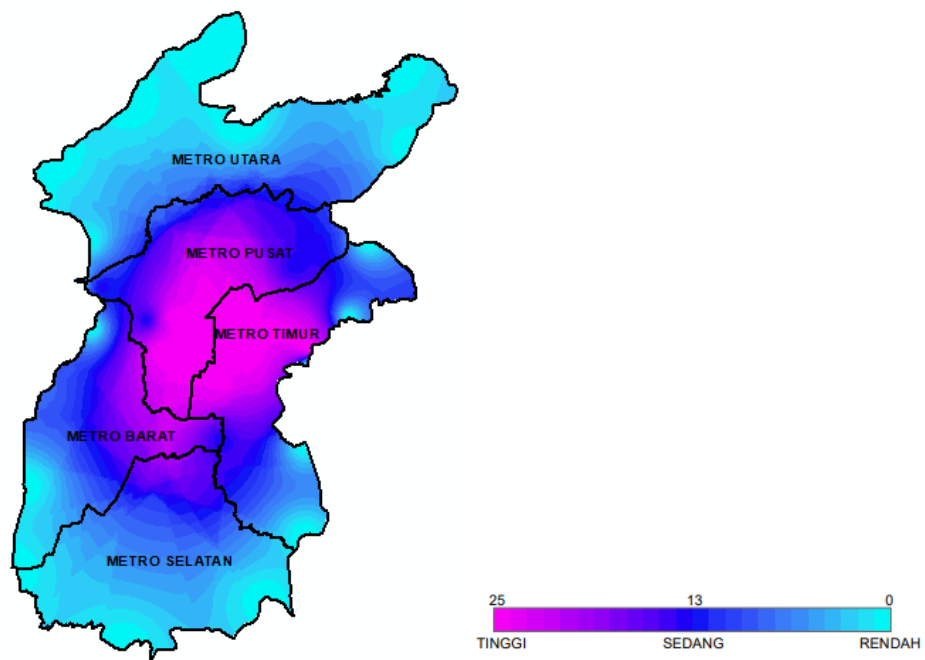 METRO UTARA
METRO PUSAT
METRO TIMUR
METRO BARAT
METRO SELATAN
25 13 0
TINGGI SEDANG RENDAH